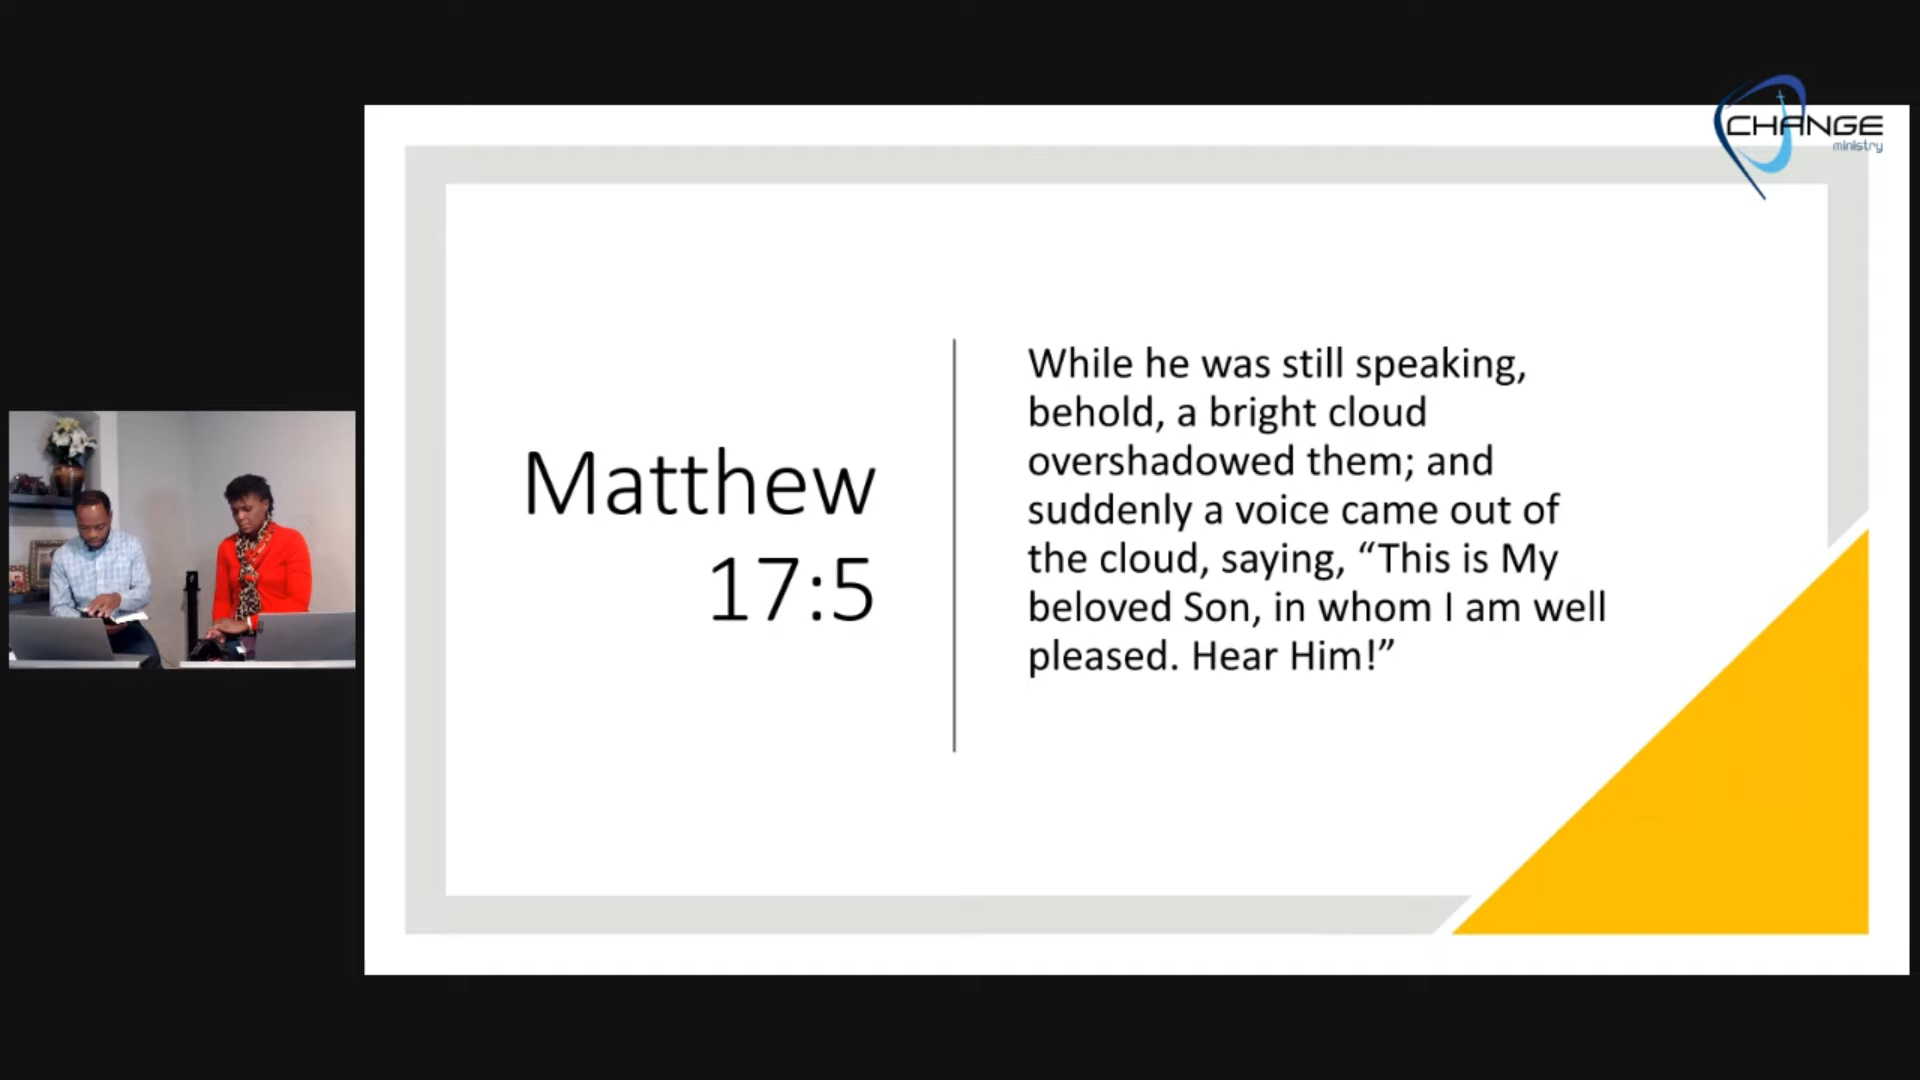 CHANGE
ministry
Matthew
17:5
While he was still speaking,
behold, a bright cloud
overshadowed them; and
suddenly a voice came out of
the cloud, saying, “This is My
beloved Son, in whom I am well
pleased. Hear Him!”